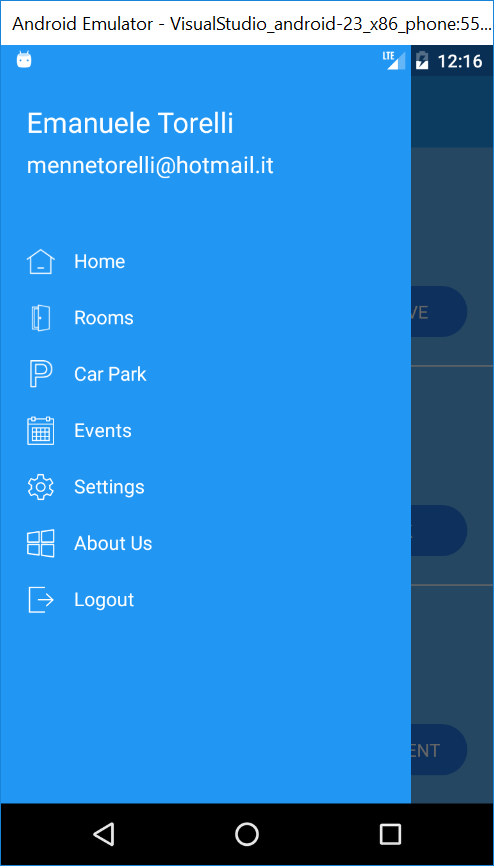 Android Emulator - VisualStudio_android-23_x86_phone:55...
LTE 12:16
Emanuele Torelli
mennetorelli@hotmail.it
Home
Rooms
Car Park
Events
Settings
About Us
Logout
VE
ENT